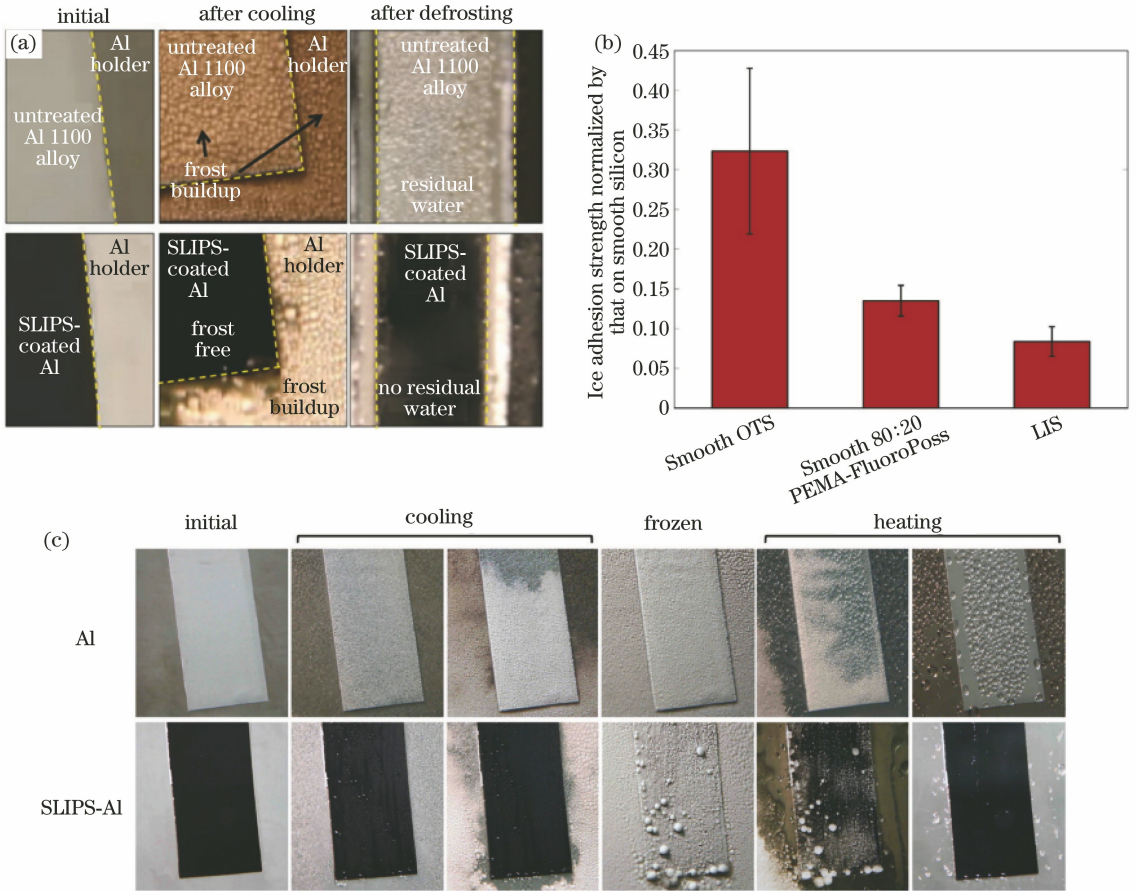 initial
after cooling
after defrosting
(a)
Al
holder
untreated
Al 1100
alloy
untreated
Al 1100
alloy
Al
holder
frost
buildup
untreated
Al 1100
alloy
residual
water
Al
holder
SLIPS-
coated
Al
SLIPS-
coated
Al
frost
free
Al
holder
frost
buildup
SLIPS-
coated
Al
no residual
water
(b)
Ice adhesion strength normalized by
that on smooth silicon
0.45
0.40
0.35
0.30
0.25
0.20
0.15
0.10
0.05
0
Smooth OTS
Smooth 80:20
PEMA-FluoroPoss
LIS
(c)
initial
cooling
frozen
heating
Al
SLIPS-Al